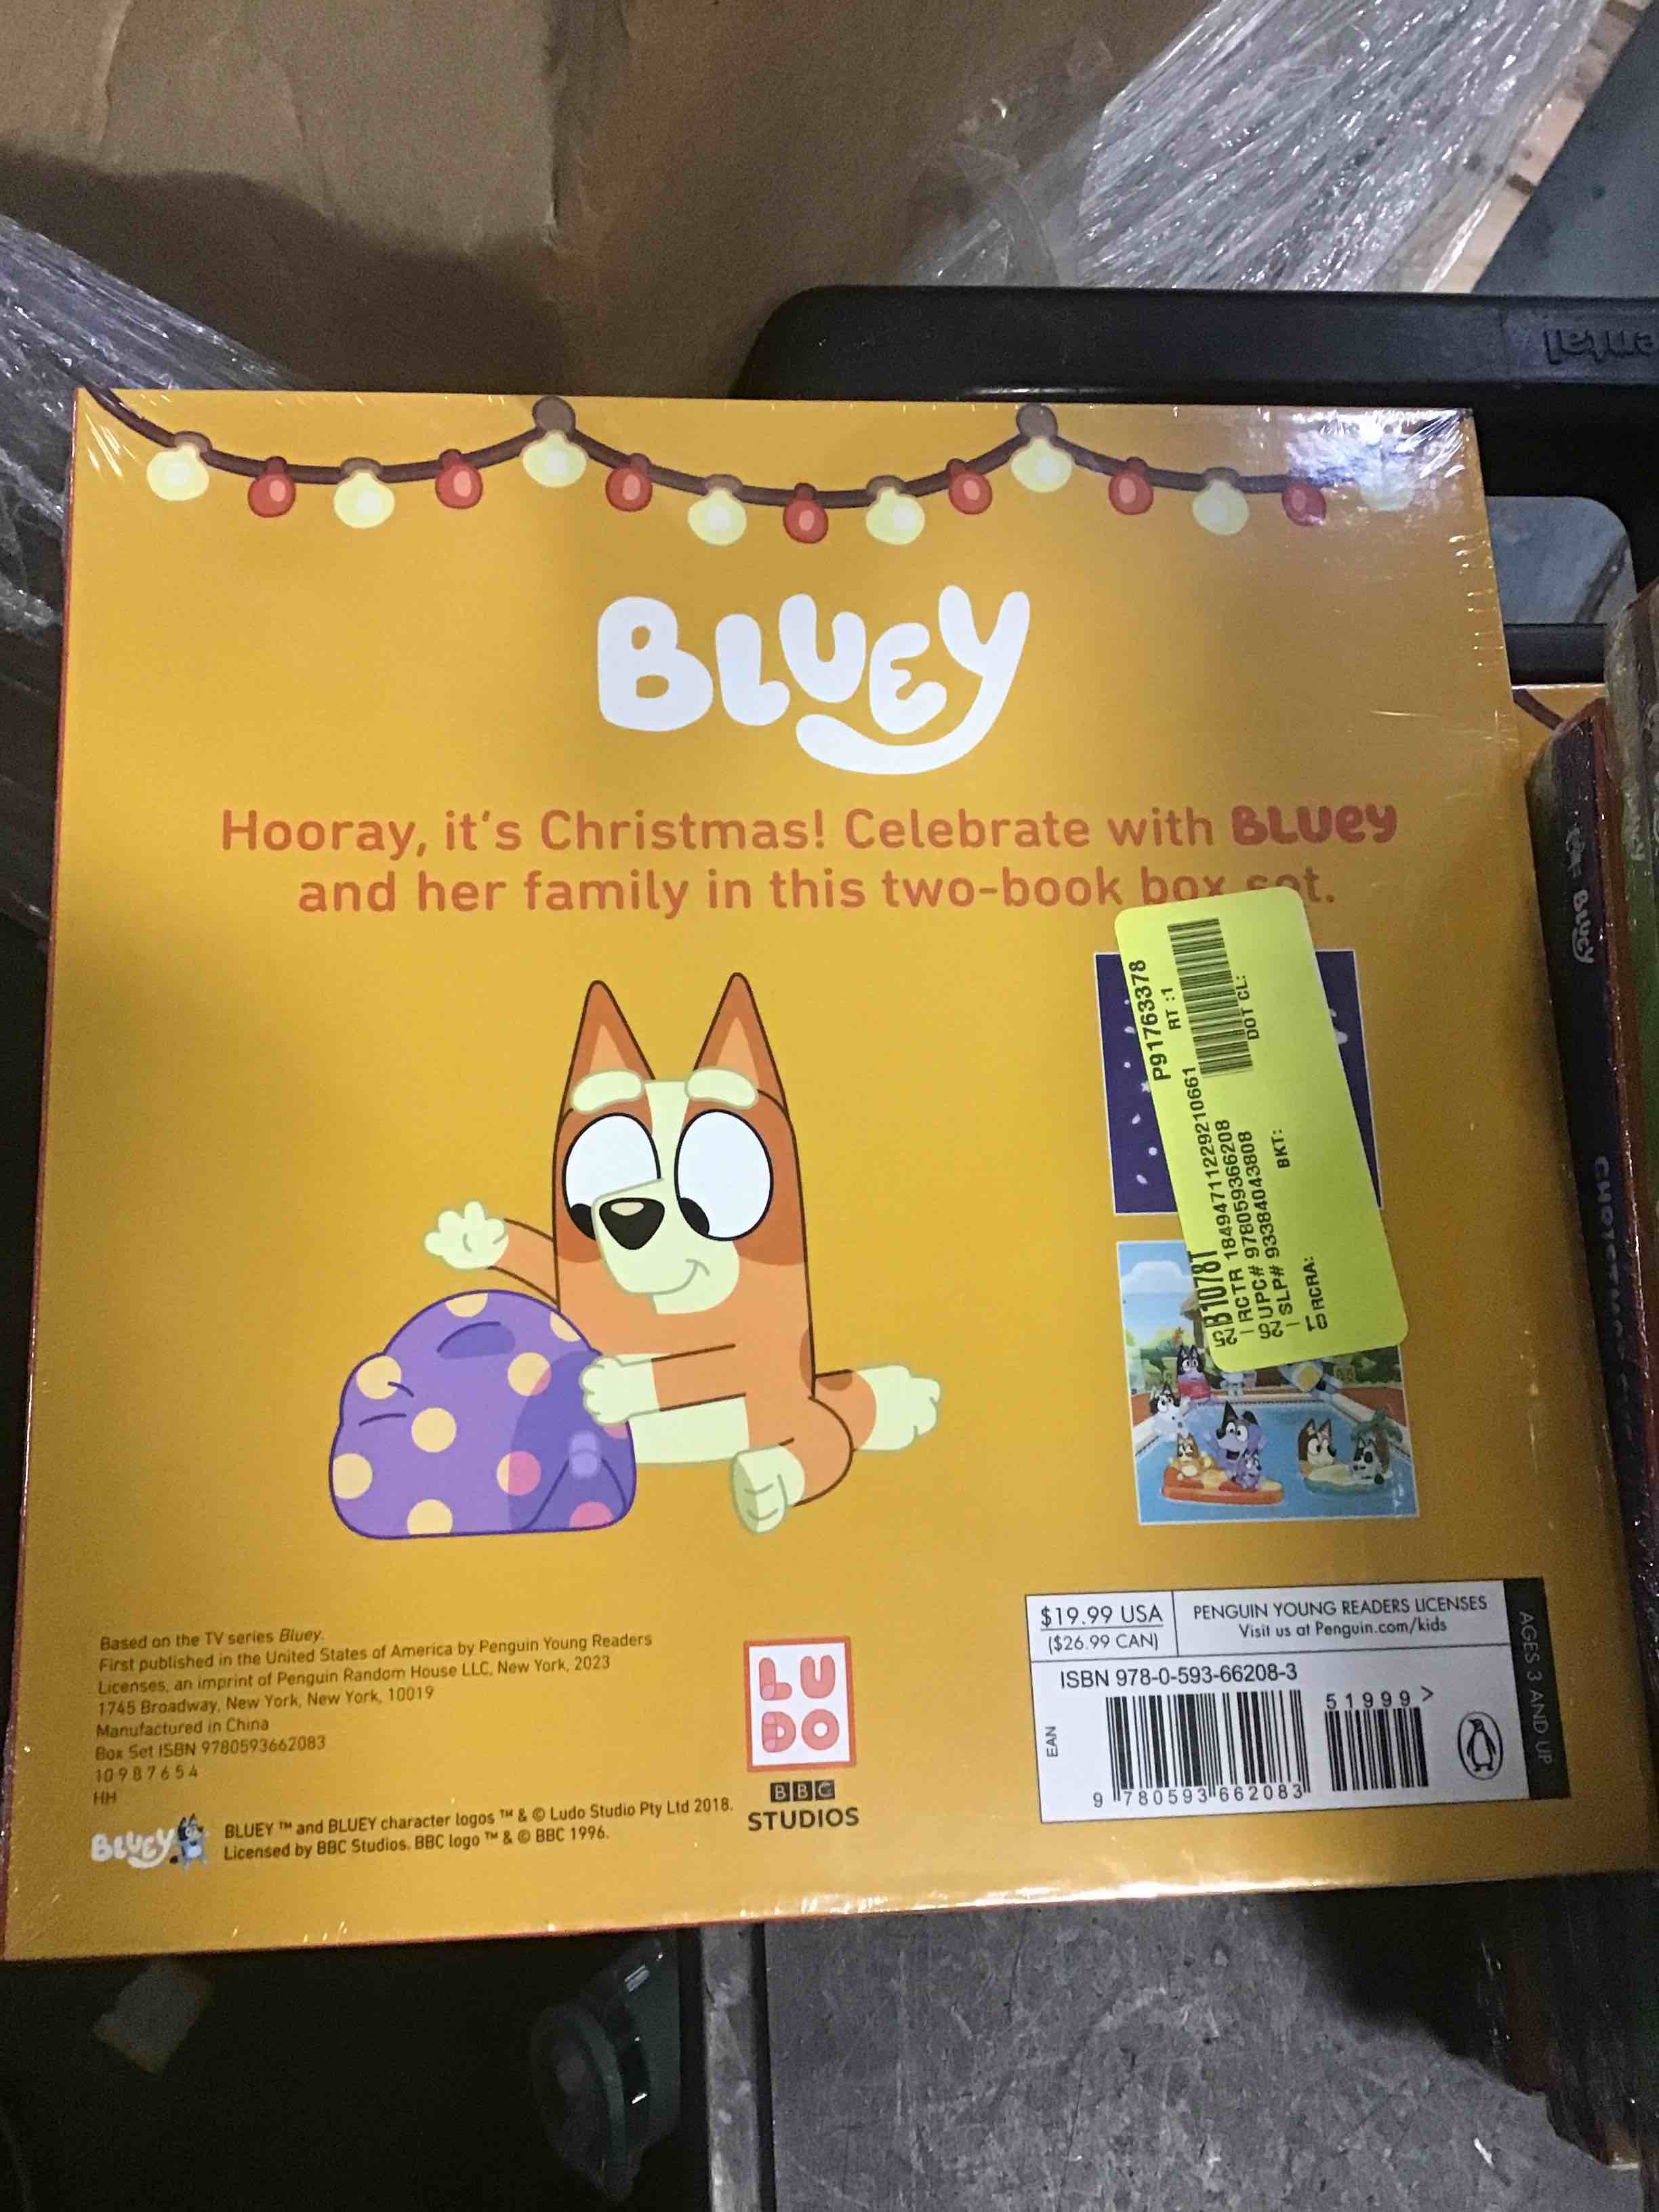 BLUEY
Hooray, it's Christmas! Celebrate with BLUEY
and her family in this two-book box set.
P91763378
RT :1
DOT CL:
B1078T
RCTR 18494711229210661
UPC# 9780593662083
SLP# 93384043808
BKT:
RCRA:
Based on the TV series Bluey.
First published in the United States of America by Penguin Young Readers
Licenses, an imprint of Penguin Random House LLC, New York, 2023
1745 Broadway, New York, New York, 10019
Manufactured in China
Box Set ISBN 9780593662083
10 9 8 7 6 5 4
HH
BLUEY
BLUEY ™ and BLUEY character logos ™ & © Ludo Studio Pty Ltd 2018.
Licensed by BBC Studios. BBC logo ™ & © BBC 1996.
LU
DO
BBC
STUDIOS
$19.99 USA
($26.99 CAN)
PENGUIN YOUNG READERS LICENSES
Visit us at Penguin.com/kids
ISBN 978-0-593-66208-3
51999>
EAN
9 780593 662083
AGES 3 AND UP
BLUEY